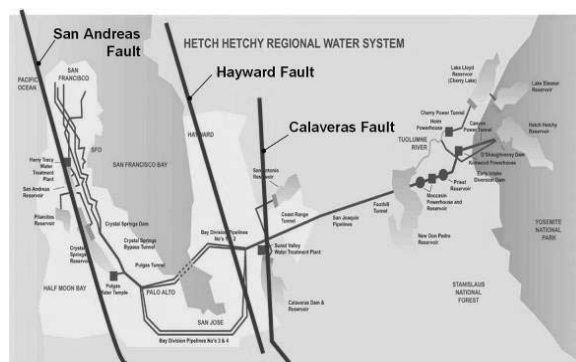 San Andreas
Fault
HETCH HETCHY REGIONAL WATER SYSTEM
Hayward Fault
Calaveras Fault
PACIFIC
OCEAN
SAN
FRANCISCO
SFO
SAN FRANCISCO BAY
HAYWARD
Harry Tracy
Water
Treatment
Plant
San Andreas
Reservoir
Pilarcitos
Reservoir
Crystal
Springs
Reservoir
Crystal Springs Dam
Crystal Springs
Bypass Tunnel
Pulgas Tunnel
Pulgas
Water Temple
HALF MOON BAY
PALO ALTO
SAN JOSE
Bay Division Pipelines
Bay Division Pipelines No's 3 & 4
San Antonio
Reservoir
Coast Range
Tunnel
Sunol Valley
Water Treatment Plant
Calaveras Dam &
Reservoir
San Joaquin
Pipelines
Foothill
Tunnel
New Don Pedro
Reservoir
Moccasin Powerhouse
and Reservoir
Priest
Reservoir
TUOLUMNE
RIVER
Cherry Power Tunnel
Holm
Powerhouse
Canyon
Power Tunnel
Lake Lloyd
Reservoir
(Cherry Lake)
Lake Eleanor
Reservoir
Hetch Hetchy
Reservoir
O'Shaughnessy Dam
Kirkwood Powerhouse
Early Intake
Diversion Dam
YOSEMITE
NATIONAL
PARK
STANISLAUS
NATIONAL
FOREST